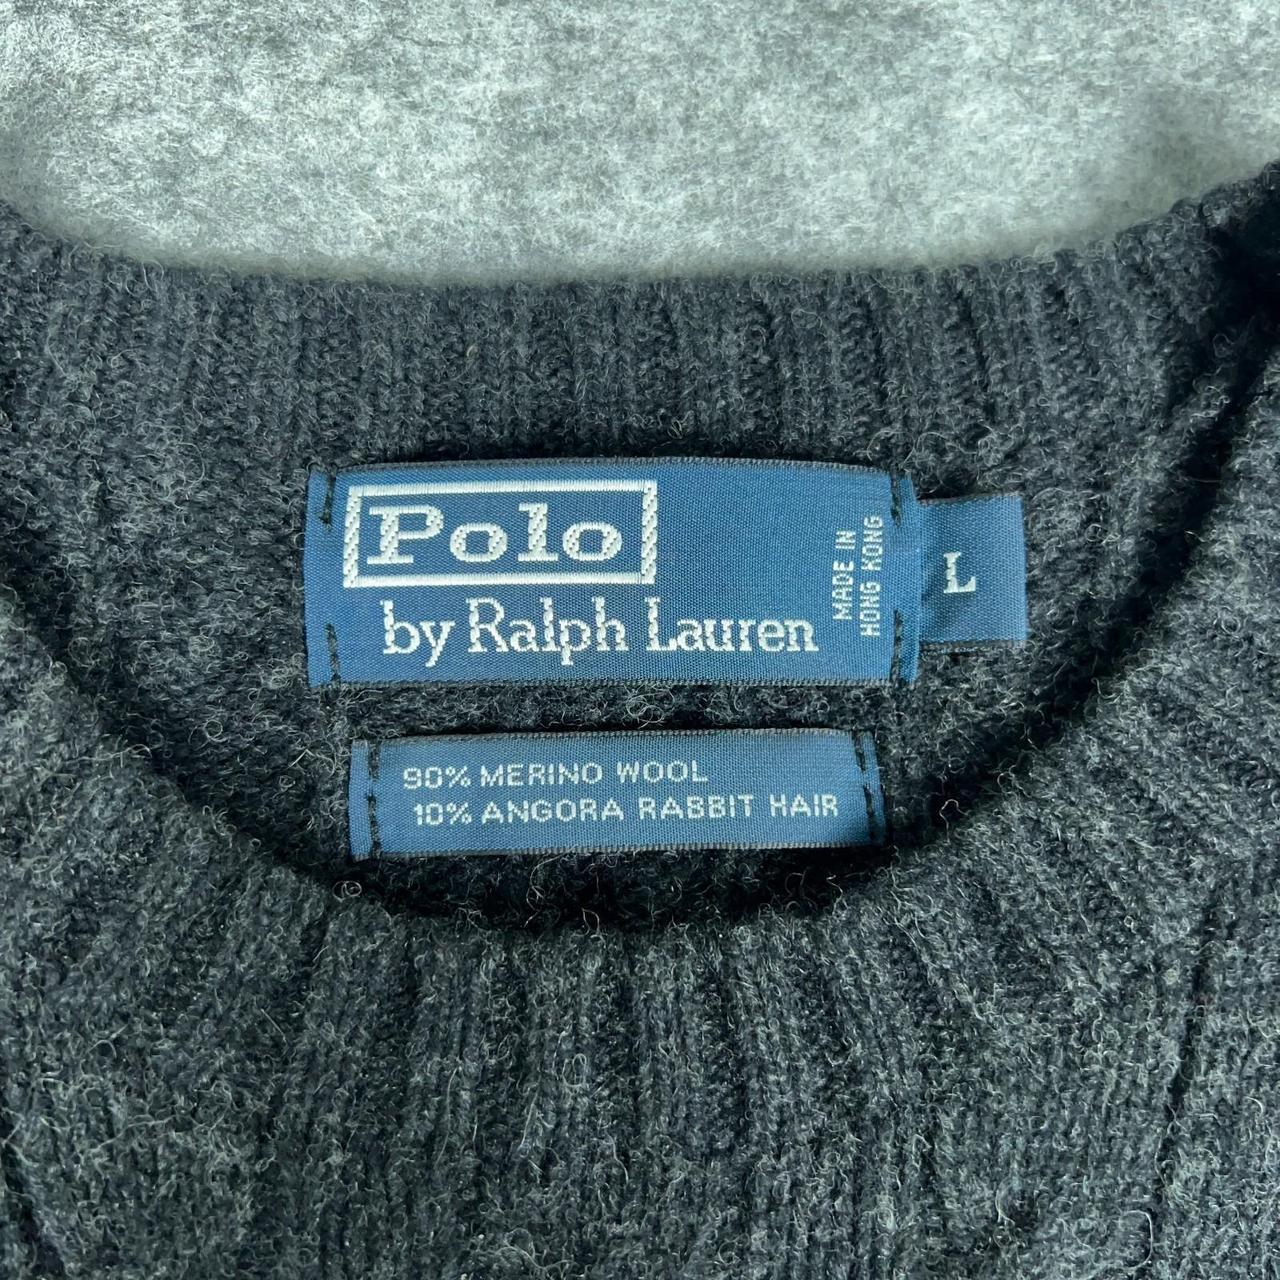 Polo
by Ralph Lauren
MADE IN
HONG KONG
L
90% MERINO WOOL
10% ANGORA RABBIT HAIR